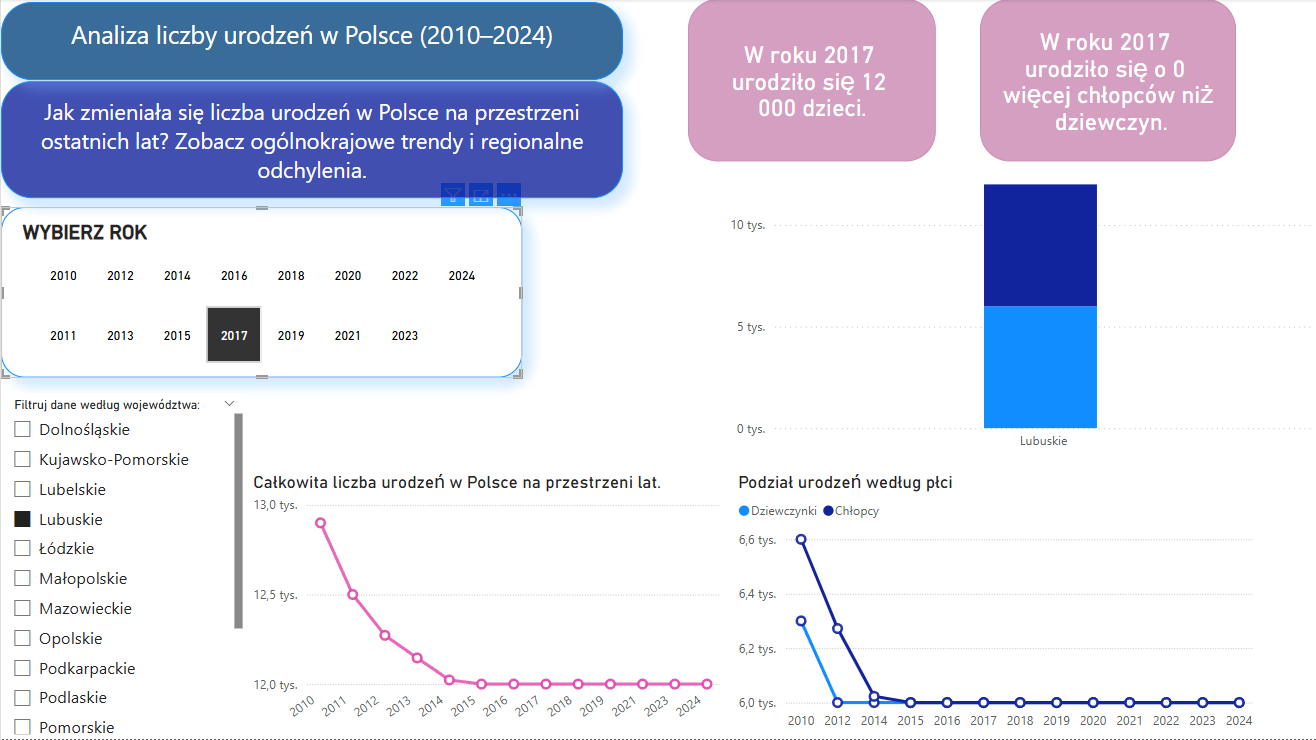 Analiza liczby urodzeń w Polsce (2010–2024)
Jak zmieniała się liczba urodzeń w Polsce na przestrzeni
ostatnich lat? Zobacz ogólnokrajowe trendy i regionalne
odchylenia.
W roku 2017
urodziło się 12
000 dzieci.
W roku 2017
urodziło się o 0
więcej chłopców niż
dziewczyn.
WYBIERZ ROK
2010 2012 2014 2016 2018 2020 2022 2024
2011 2013 2015 2017 2019 2021 2023
10 tys.
5 tys.
0 tys.
Lubuskie
Filtruj dane według województwa:
Dolnośląskie
Kujawsko-Pomorskie
Lubelskie
Lubuskie
Łódzkie
Małopolskie
Mazowieckie
Opolskie
Podkarpackie
Podlaskie
Pomorskie
Całkowita liczba urodzeń w Polsce na przestrzeni lat.
13,0 tys.
12,5 tys.
12,0 tys.
2010 2011 2012 2013 2014 2015 2016 2017 2018 2019 2021 2023 2024
Podział urodzeń według płci
Dziewczynki Chłopcy
6,6 tys.
6,4 tys.
6,2 tys.
6,0 tys.
2010 2012 2014 2015 2016 2017 2018 2019 2020 2021 2022 2023 2024